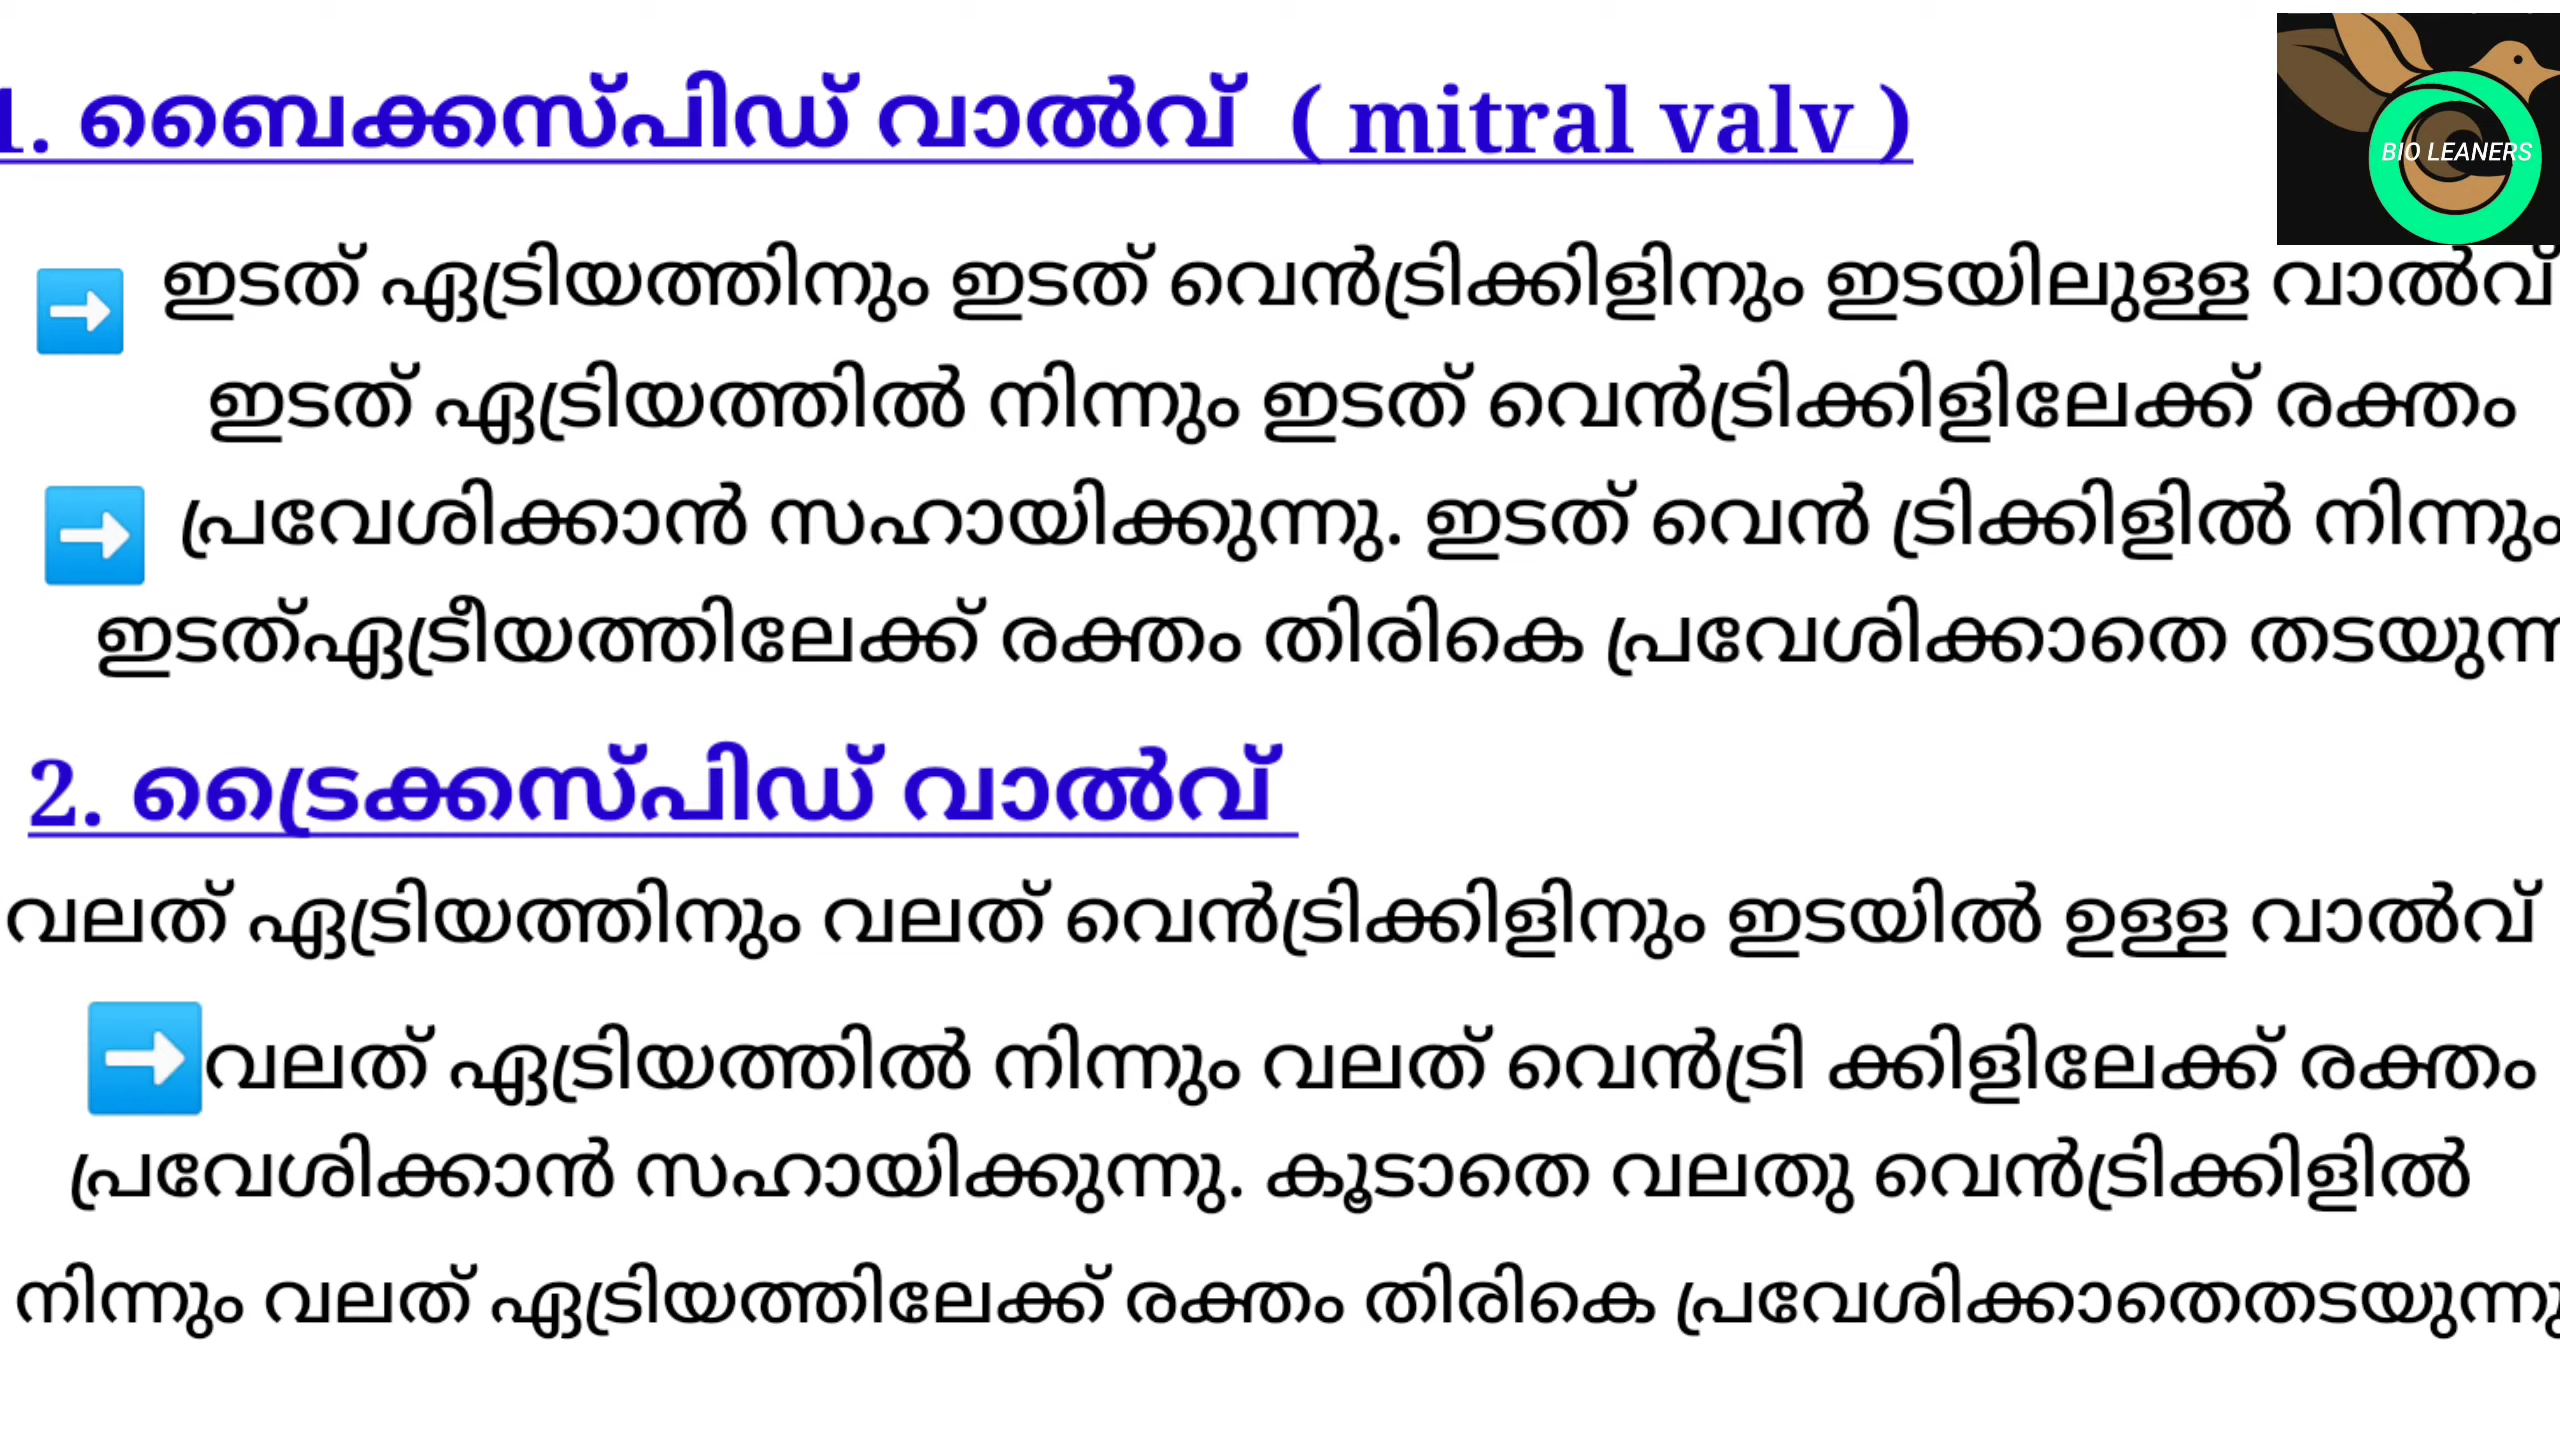 1. ബൈക്കസ്പിഡ് വാൽവ് ( mitral valv )
BIO LEANERS
ഇടത് ഏട്രിയത്തിനും ഇടത് വെൻട്രിക്കിളിനും ഇടയിലുള്ള വാൽവ്
ഇടത് ഏട്രിയത്തിൽ നിന്നും ഇടത് വെൻട്രിക്കിളിലേക്ക് രക്തം
പ്രവേശിക്കാൻ സഹായിക്കുന്നു. ഇടത് വെൻ ട്രിക്കിളിൽ നിന്നും
ഇടത്ഏട്രീയത്തിലേക്ക് രക്തം തിരികെ പ്രവേശിക്കാതെ തടയുന്ന
2. ട്രൈക്കസ്പിഡ് വാൽവ്
വലത് ഏട്രിയത്തിനും വലത് വെൻട്രിക്കിളിനും ഇടയിൽ ഉള്ള വാൽവ്
വലത് ഏട്രിയത്തിൽ നിന്നും വലത് വെൻട്രി ക്കിളിലേക്ക് രക്തം
പ്രവേശിക്കാൻ സഹായിക്കുന്നു. കൂടാതെ വലതു വെൻട്രിക്കിളിൽ
നിന്നും വലത് ഏട്രിയത്തിലേക്ക് രക്തം തിരികെ പ്രവേശിക്കാതെതടയുന്നു